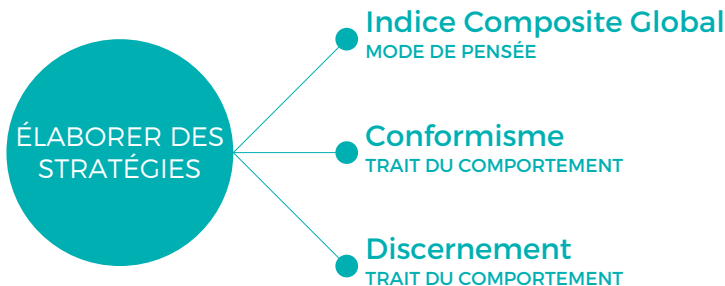 ÉLABORER DES
STRATÉGIES
Indice Composite Global
MODE DE PENSÉE
Conformisme
TRAIT DU COMPORTEMENT
Discernement
TRAIT DU COMPORTEMENT